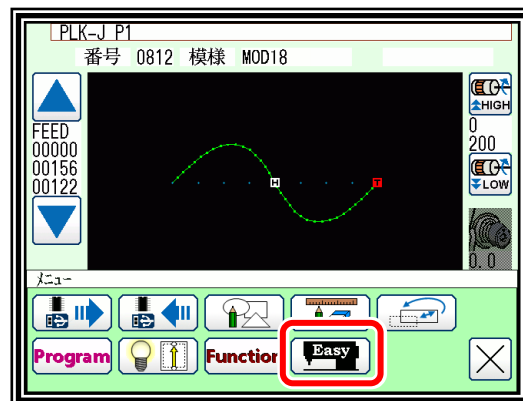 PLK-J P1
番号 0812 模様 MOD18
HIGH
FEED
00000
00156
00122
0
200
LOW
H
T
0.0
メニュー
Program
Function
Easy